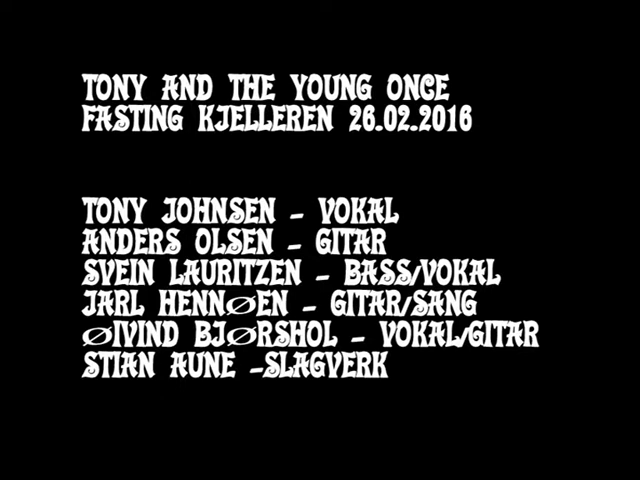 TONY AND THE YOUNG ONCE
FASTING KJELLEREN 26.02.2016
TONY JOHNSEN - VOKAL
ANDERS OLSEN - GITAR
SVEIN LAURITZEN - BASS/VOKAL
JARL HENNØEN - GITAR/SANG
ØIVIND BJØRSHOL - VOKAL/GITAR
STIAN AUNE -SLAGVERK